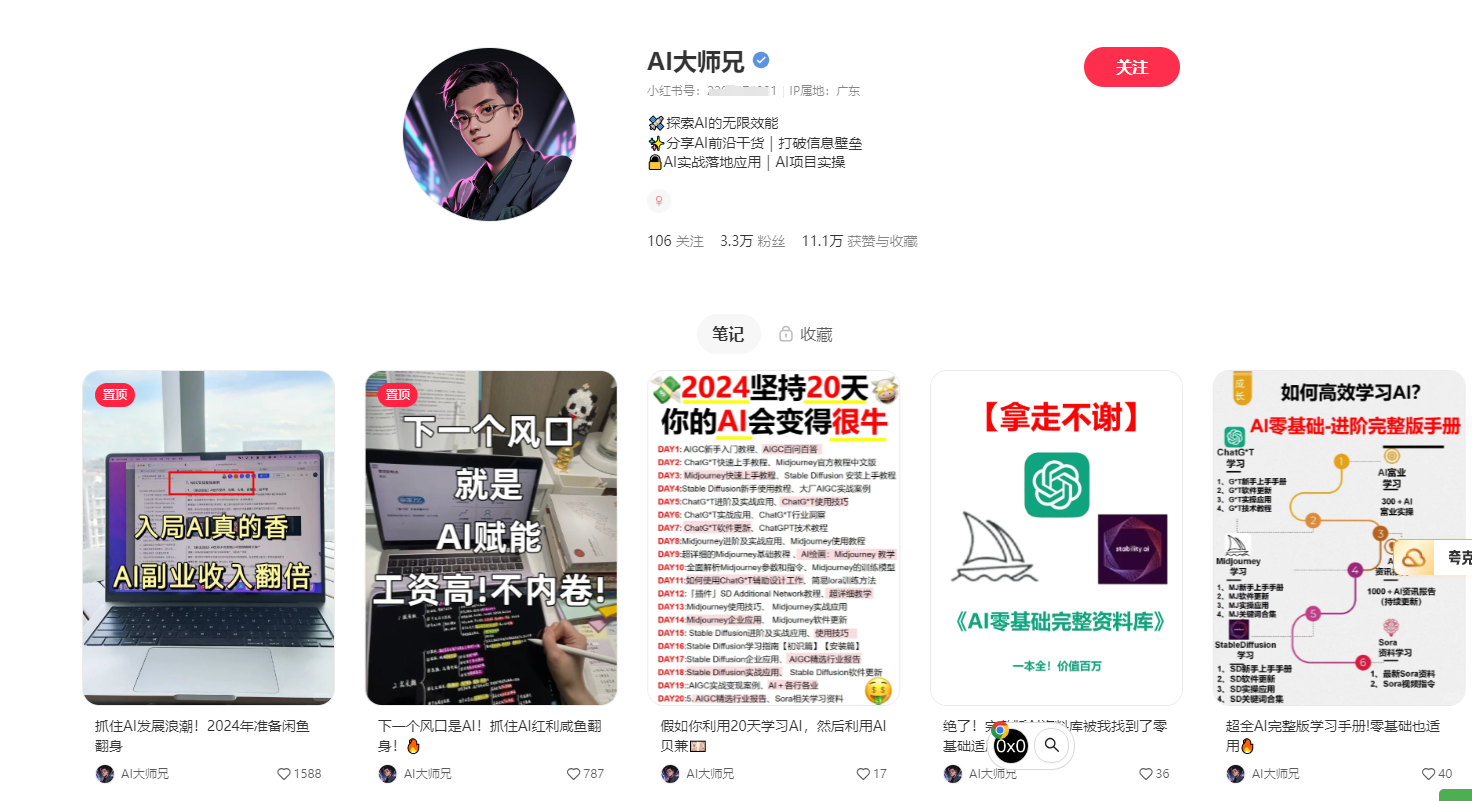 AI大师兄
关注
小红书号：
IP属地：广东
探索AI的无限效能
分享AI前沿干货｜打破信息壁垒
AI实战落地应用｜AI项目实操
106 关注 3.3万 粉丝 11.1万 获赞与收藏
笔记 收藏
置顶
入局AI真的香
AI副业收入翻倍
抓住AI发展浪潮！2024年准备闲鱼
翻身
AI大师兄 1588
置顶
下一个风口
就是
AI赋能
工资高!不内卷!
下一个风口是AI！抓住AI红利咸鱼翻
身！
AI大师兄 787
2024坚持20天
你的AI会变得很牛
DAY1: AIGC新手入门教程、AIGC百问百答
DAY2: ChatG*T快速上手教程、Midjourney官方教程中文版
DAY3: Midjourney快速上手教程、Stable Diffusion 安装上手教程
DAY4:Stable Diffusion新手使用教程、大厂AIGC实战案例
DAY5:ChatG*T进阶及实战应用、ChatG*T使用技巧
DAY6: ChatG*T实战应用、ChatG*T行业洞察
DAY7: ChatG*T软件更新、ChatGPT技术教程
DAY8:Midjourney进阶及实战应用、Midjourney使用教程
DAY9:超详细的Midjourney基础教程 、AI绘画：Midjourney 教学
DAY10:全面解析Midjourney参数和指令、Midjourney的训练模型
DAY11:如何使用ChatG*T辅助设计工作、简易lora训练方法
DAY12:「插件」SD Additional Network教程、超详细教学
DAY13:Midjourney使用技巧、 Midjourney实战应用
DAY14:Midjourney企业应用、 Midjourney软件更新
DAY15: Stable Diffusion进阶及实战应用、使用技巧
DAY16:Stable Diffusion学习指南【初识篇】【安装篇】
DAY17:Stable Diffusion企业应用、 AIGC精选行业报告
DAY18:Stable Diffusion实战应用、 Stable Diffusion软件更新
DAY19::AIGC实战变现案例、AI＋各行各业
DAY20:5. AIGC精选行业报告、Sora相关学习资料
假如你利用20天学习AI，然后利用AI
贝兼
AI大师兄 17
【拿走不谢】
stability ai
《AI零基础完整资料库》
一本全！价值百万
绝了！
料库被我找到了零
基础适
AI大师兄 36
成长
如何高效学习AI?
AI零基础-进阶完整版手册
ChatG*T
学习
1、G*T新手上手手册
2、G*T软件更新
3、G*T实操应用
4、G*T技术教程
1
AI富业
学习
300＋AI
富业实操
2
3
Midjourney
学习
1、MJ新手上手手册
2、MJ软件更新
3、MJ实操应用
4、MJ关键词合集
4
1000＋AI资讯报告
(持续更新)
5
StableDiffusion
学习
1、SD新手上手手册
2、SD软件更新
3、SD实操应用
4、SD关键词合集
Sora
资料学习
6
1、最新Sora资料
2、Sora视频指令
夸克
超全AI完整版学习手册!零基础也适
用
AI大师兄 40
0x0